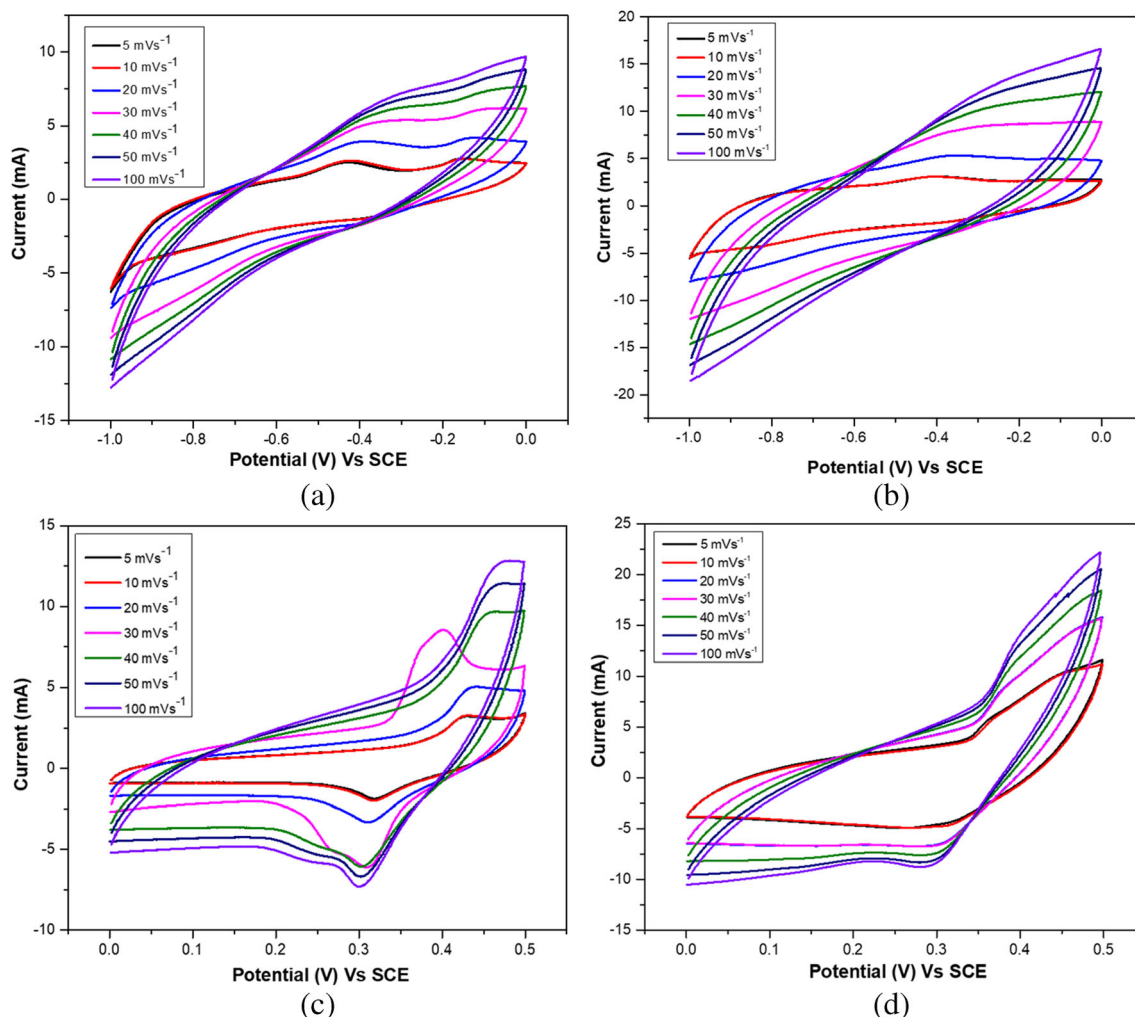 5 mVs⁻¹
10 mVs⁻¹
20 mVs⁻¹
30 mVs⁻¹
40 mVs⁻¹
50 mVs⁻¹
100 mVs⁻¹
10
5
0
-5
-10
-15
Current (mA)
-1.0 -0.8 -0.6 -0.4 -0.2 0.0
Potential (V) Vs SCE
(a)
5 mVs⁻¹
10 mVs⁻¹
20 mVs⁻¹
30 mVs⁻¹
40 mVs⁻¹
50 mVs⁻¹
100 mVs⁻¹
20
15
10
5
0
-5
-10
-15
-20
Current (mA)
-1.0 -0.8 -0.6 -0.4 -0.2 0.0
Potential (V) Vs SCE
(b)
5 mVs⁻¹
10 mVs⁻¹
20 mVs⁻¹
30 mVs⁻¹
40 mVs⁻¹
50 mVs⁻¹
100 mVs⁻¹
15
10
5
0
-5
-10
Current (mA)
0.0 0.1 0.2 0.3 0.4 0.5
Potential (V) Vs SCE
(c)
5 mVs⁻¹
10 mVs⁻¹
20 mVs⁻¹
30 mVs⁻¹
40 mVs⁻¹
50 mVs⁻¹
100 mVs⁻¹
25
20
15
10
5
0
-5
-10
-15
Current (mA)
0.0 0.1 0.2 0.3 0.4 0.5
Potential (V) Vs SCE
(d)